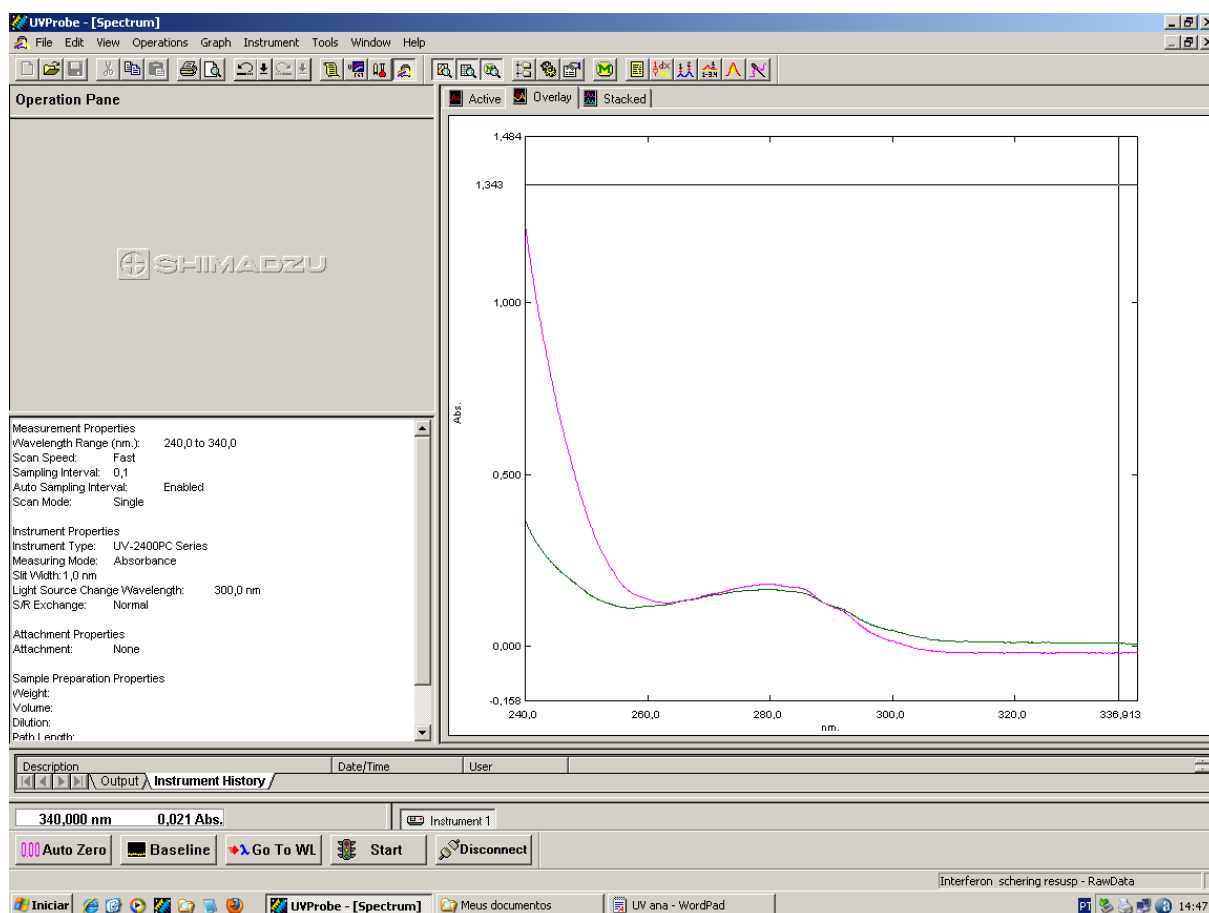 UVProbe - [Spectrum]
File Edit View Operations Graph Instrument Tools Window Help
Operation Pane
Active Overlay Stacked
SHIMADZU
1,484
1,343
1,000
Abs.
0,500
0,000
-0,158
240,0 260,0 280,0 300,0 320,0 336,913
nm.
Measurement Properties
Wavelength Range (nm.): 240,0 to 340,0
Scan Speed: Fast
Sampling Interval: 0,1
Auto Sampling Interval: Enabled
Scan Mode: Single
Instrument Properties
Instrument Type: UV-2400PC Series
Measuring Mode: Absorbance
Slit Width: 1,0 nm
Light Source Change Wavelength: 300,0 nm
S/R Exchange: Normal
Attachment Properties
Attachment: None
Sample Preparation Properties
Weight:
Volume:
Dilution:
Path Length:
Description Date/Time User
Output Instrument History
340,000 nm 0,021 Abs. Instrument 1
Auto Zero Baseline Go To WL Start Disconnect
Interferon schering resusp - RawData
Iniciar UVProbe - [Spectrum] Meus documentos UV ana - WordPad PT 14:47